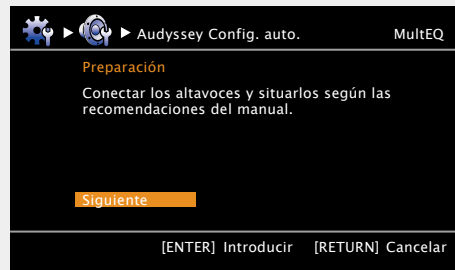 Audyssey Config. auto. MultEQ
Preparación
Conectar los altavoces y situarlos según las
recomendaciones del manual.
Siguiente
[ENTER] Introducir [RETURN] Cancelar